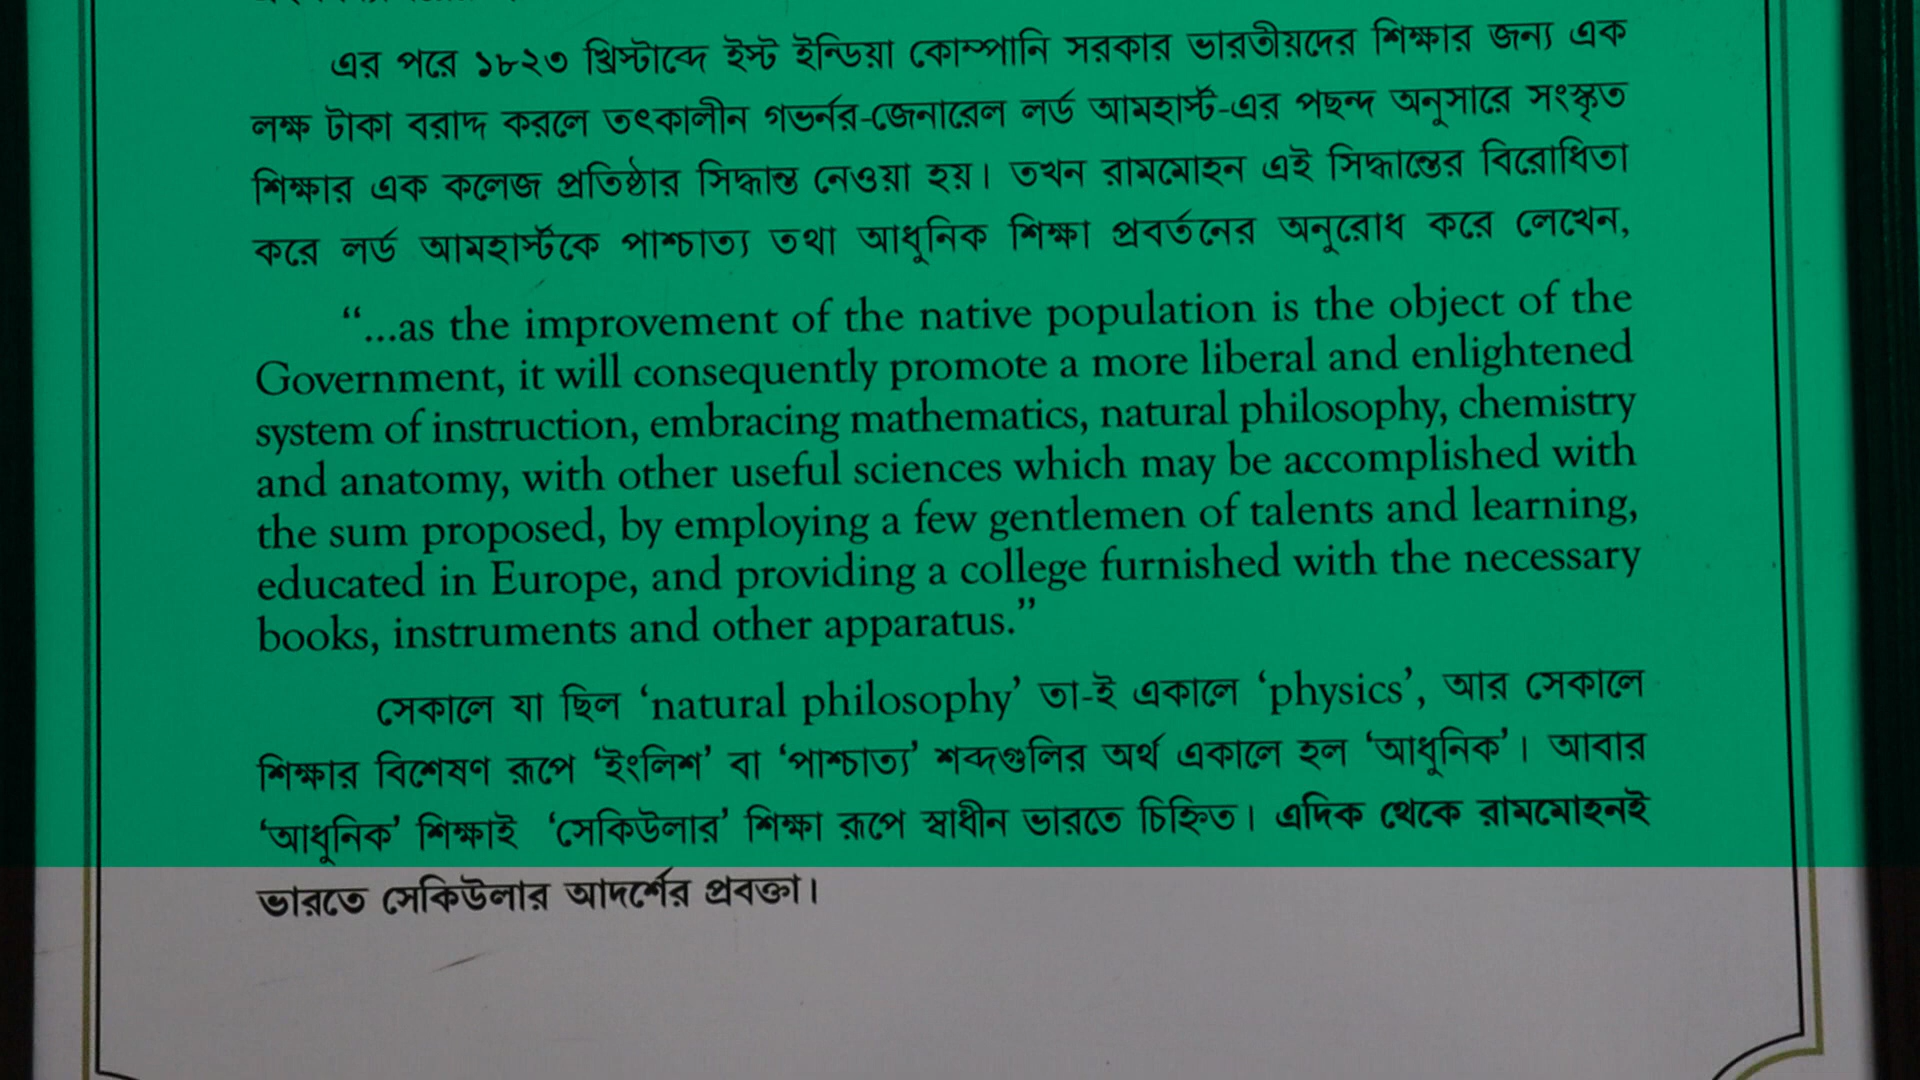 এর পরে ১৮২৩ খ্রিস্টাব্দে ইস্ট ইন্ডিয়া কোম্পানি সরকার ভারতীয়দের শিক্ষার জন্য এক
লক্ষ টাকা বরাদ্দ করলে তৎকালীন গভর্নর-জেনারেল লর্ড আমহার্স্ট-এর পছন্দ অনুসারে সংস্কৃত
শিক্ষার এক কলেজ প্রতিষ্ঠার সিদ্ধান্ত নেওয়া হয়। তখন রামমোহন এই সিদ্ধান্তের বিরোধিতা
করে লর্ড আমহার্স্টকে পাশ্চাত্য তথা আধুনিক শিক্ষা প্রবর্তনের অনুরোধ করে লেখেন,
“...as the improvement of the native population is the object of the
Government, it will consequently promote a more liberal and enlightened
system of instruction, embracing mathematics, natural philosophy, chemistry
and anatomy, with other useful sciences which may be accomplished with
the sum proposed, by employing a few gentlemen of talents and learning,
educated in Europe, and providing a college furnished with the necessary
books, instruments and other apparatus.”
সেকালে যা ছিল ‘natural philosophy’ তা-ই একালে ‘physics’, আর সেকালে
শিক্ষার বিশেষণ রূপে ‘ইংলিশ’ বা ‘পাশ্চাত্য’ শব্দগুলির অর্থ একালে হল ‘আধুনিক’। আবার
‘আধুনিক’ শিক্ষাই ‘সেকিউলার’ শিক্ষা রূপে স্বাধীন ভারতে চিহ্নিত। এদিক থেকে রামমোহনই
ভারতে সেকিউলার আদর্শের প্রবক্তা।